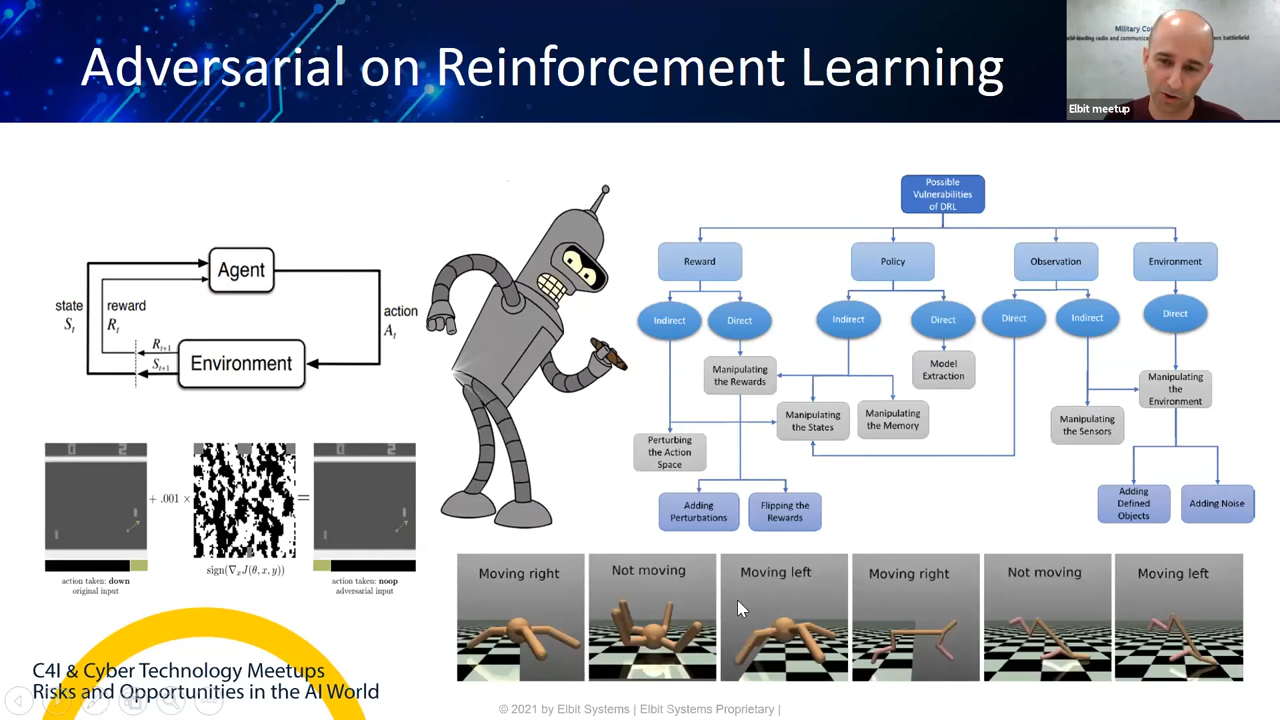 Adversarial on Reinforcement Learning
Military Co
Elbit meetup
Agent
state
S_t
reward
R_t
action
A_t
R_{t+1}
S_{t+1}
Environment
Possible
Vulnerabilities
of DRL
Reward
Policy
Observation
Environment
Indirect
Direct
Indirect
Direct
Direct
Indirect
Direct
Manipulating
the Rewards
Model
Extraction
Manipulating
the
Environment
Manipulating
the States
Manipulating
the Memory
Manipulating
the Sensors
Perturbing
the Action
Space
Adding
Perturbations
Flipping the
Rewards
Adding
Defined
Objects
Adding Noise
+ .001 ×
=
sign(∇ₓJ(θ, x, y))
action taken: down
original input
action taken: noop
adversarial input
Moving right
Not moving
Moving left
Moving right
Not moving
Moving left
C4I & Cyber Technology Meetups
Risks and Opportunities in the AI World
© 2021 by Elbit Systems | Elbit Systems Proprietary |